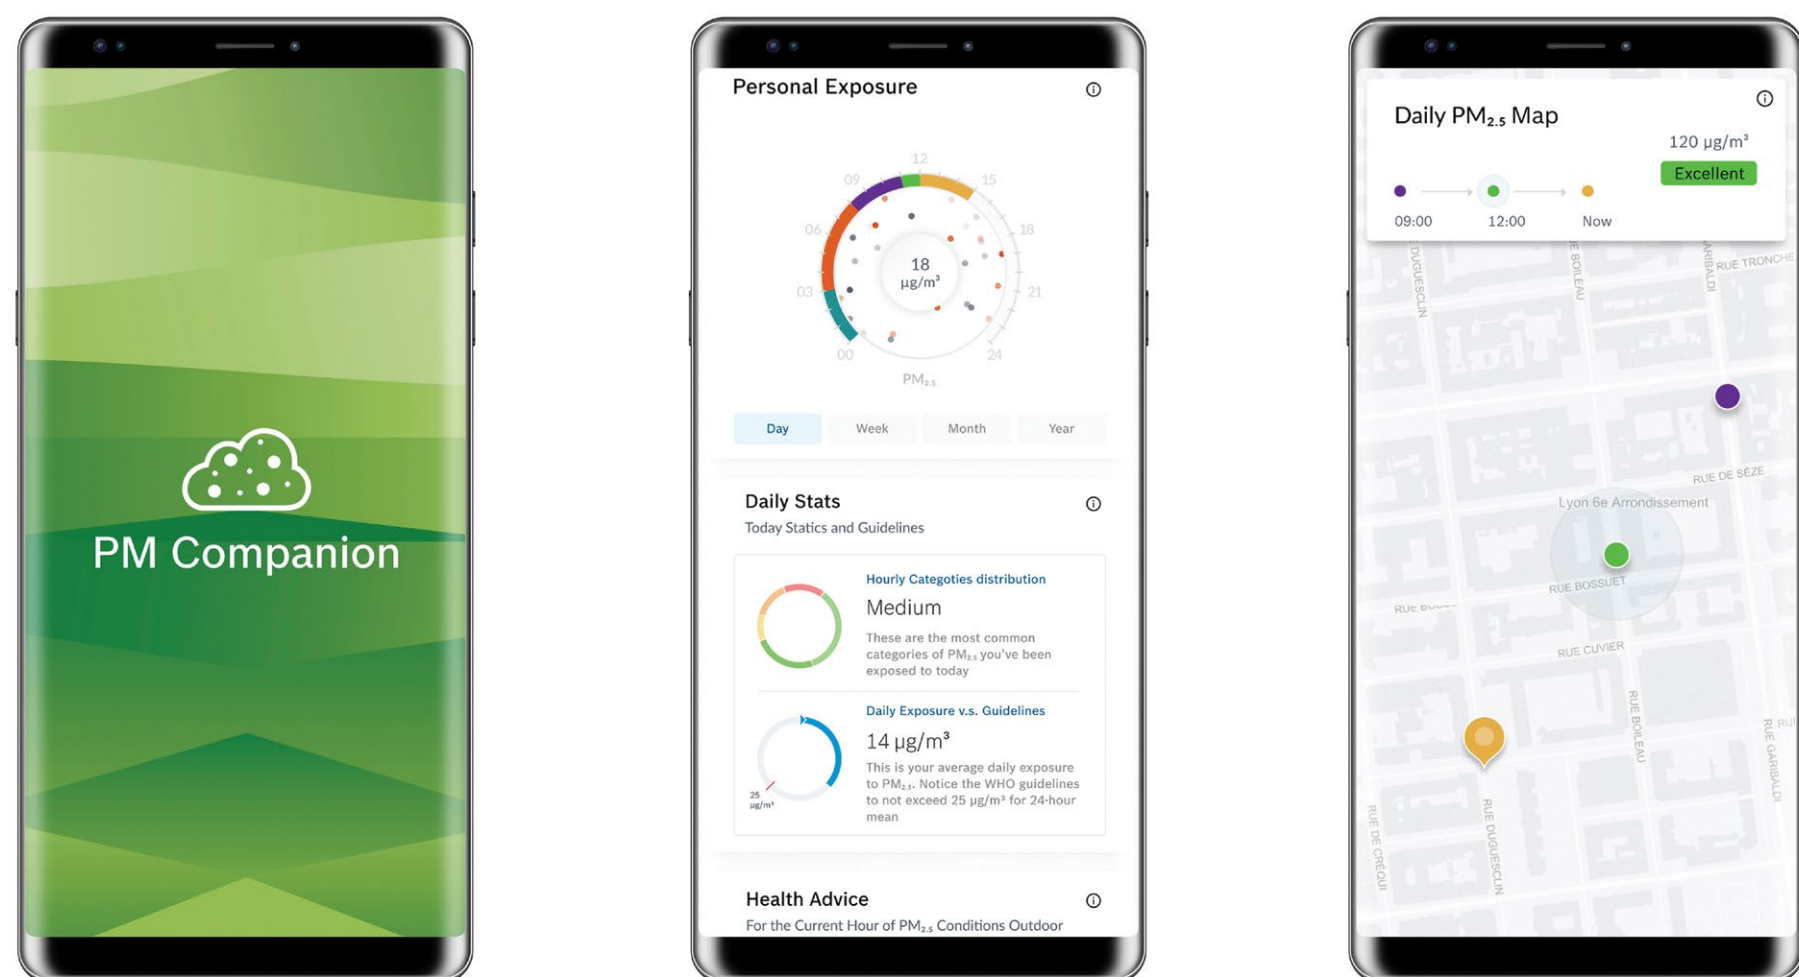 PM Companion
Personal Exposure
12
09
15
06
18
18
µg/m³
03
21
00
24
PM₂.₅
Day
Week
Month
Year
Daily Stats
Today Statics and Guidelines
Hourly Categoties distribution
Medium
These are the most common
categories of PM₂.₅ you've been
exposed to today
Daily Exposure v.s. Guidelines
14 µg/m³
This is your average daily exposure
to PM₂.₅. Notice the WHO guidelines
to not exceed 25 µg/m³ for 24-hour
mean
25
µg/m³
Health Advice
For the Current Hour of PM₂.₅ Conditions Outdoor
Daily PM₂.₅ Map
120 µg/m³
Excellent
09:00
12:00
Now
E DUGUESCLIN
E BOILEAU
GARIBALDI
RUE TRONCHE
RUE DE SÈZE
Lyon 6e Arrondissement
RUE BOSSUET
RUE CUVIER
RUE BOILEAU
RUE GARIBALDI
RUE DUGUESCLIN
RUE DE CRÉQUI